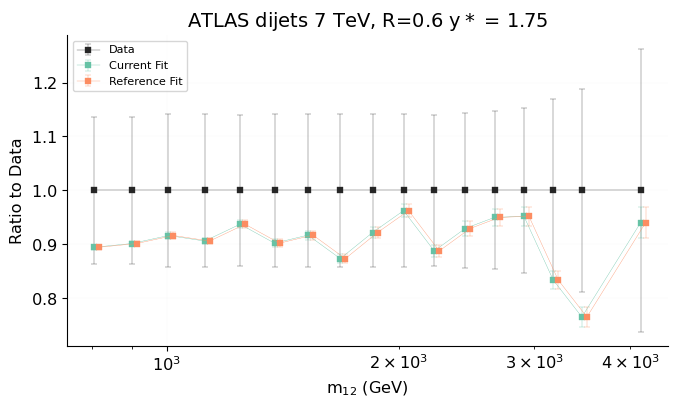 ATLAS dijets 7 TeV, R=0.6 y * = 1.75
Data
Current Fit
Reference Fit
Ratio to Data
1.2
1.1
1.0
0.9
0.8
10³
2 × 10³
3 × 10³
4 × 10³
m₁₂ (GeV)